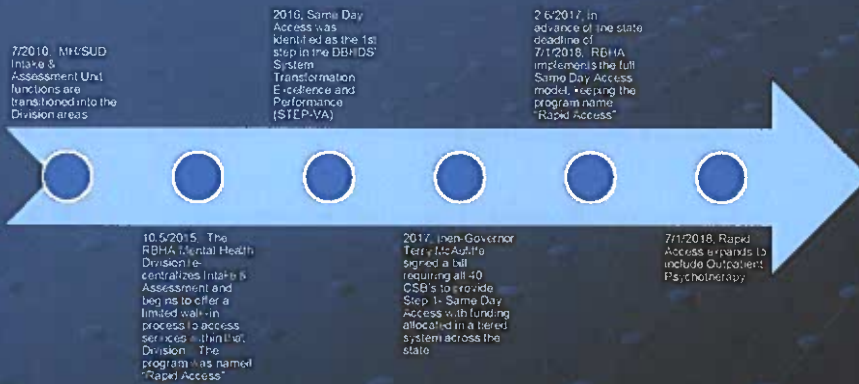 7/2010, MH/SUD
Intake &
Assessment Unit
functions are
transitioned into the
Division areas
10/5/2015, The
RBHA Mental Health
Division re-
centralizes Intake &
Assessment and
begins to offer a
limited walk-in
process to access
services within that
Division. The
program was named
"Rapid Access"
2016, Same Day
Access was
identified as the 1st
step in the DBHDS'
System
Transformation
Excellence and
Performance
(STEP-VA)
2017, then-Governor
Terry McAuliffe
signed a bill
requiring all 40
CSB's to provide
Step 1- Same Day
Access with funding
allocated in a tiered
system across the
state
2/6/2017, in
advance of the state
deadline of
7/1/2018, RBHA
implements the full
Same Day Access
model, keeping the
program name
"Rapid Access"
7/1/2018, Rapid
Access expands to
include Outpatient
Psychotherapy